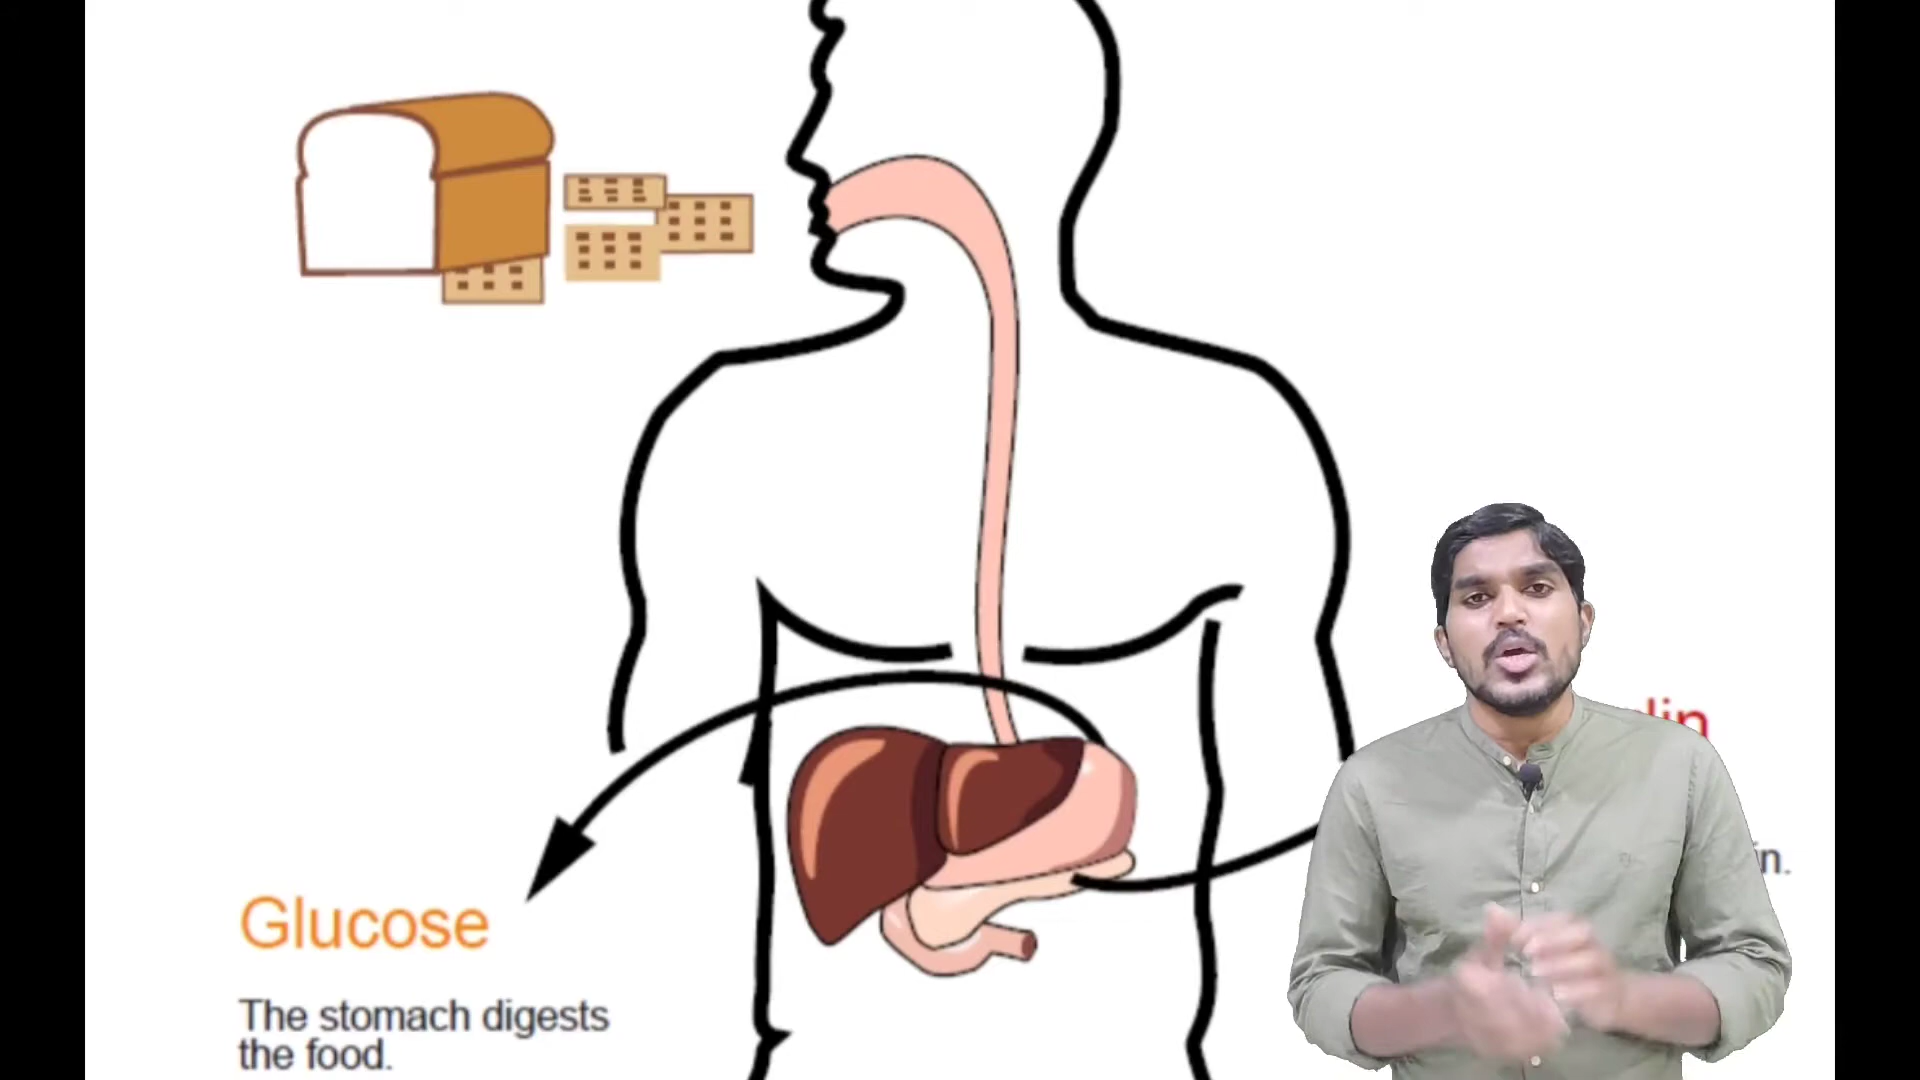 Glucose
The stomach digests
the food.